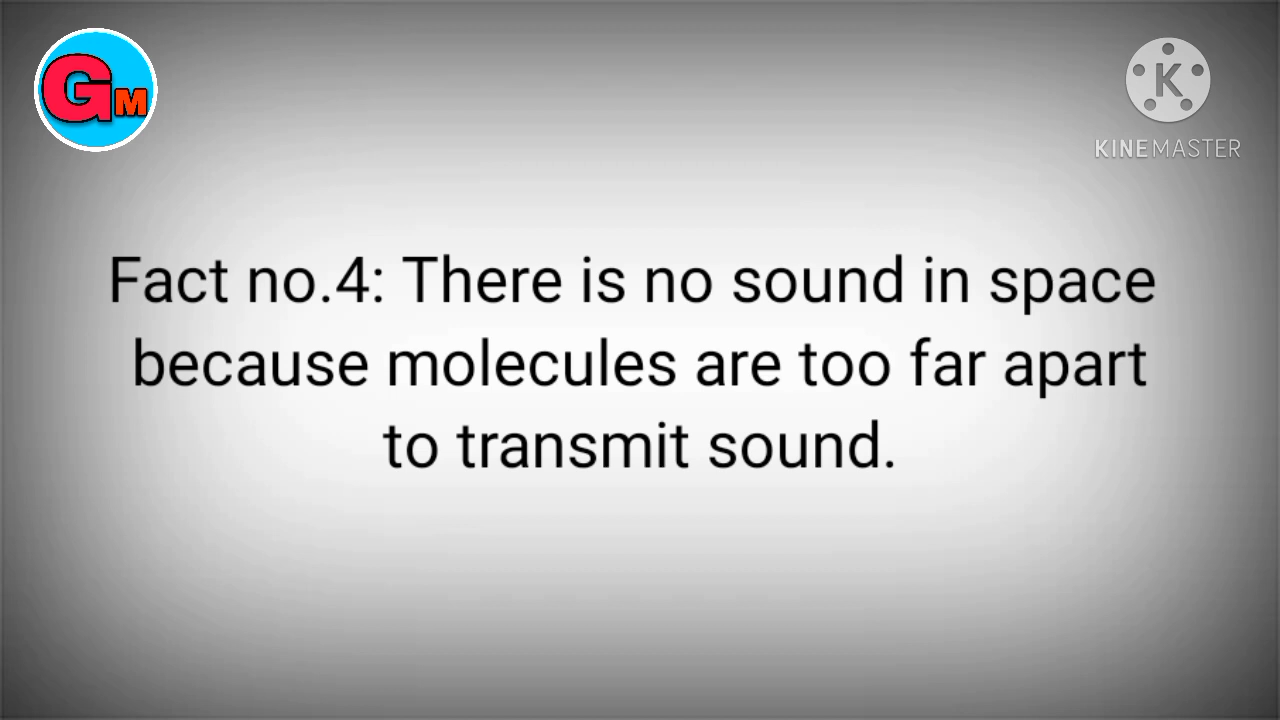 GM
K
KINEMASTER
Fact no.4: There is no sound in space
because molecules are too far apart
to transmit sound.